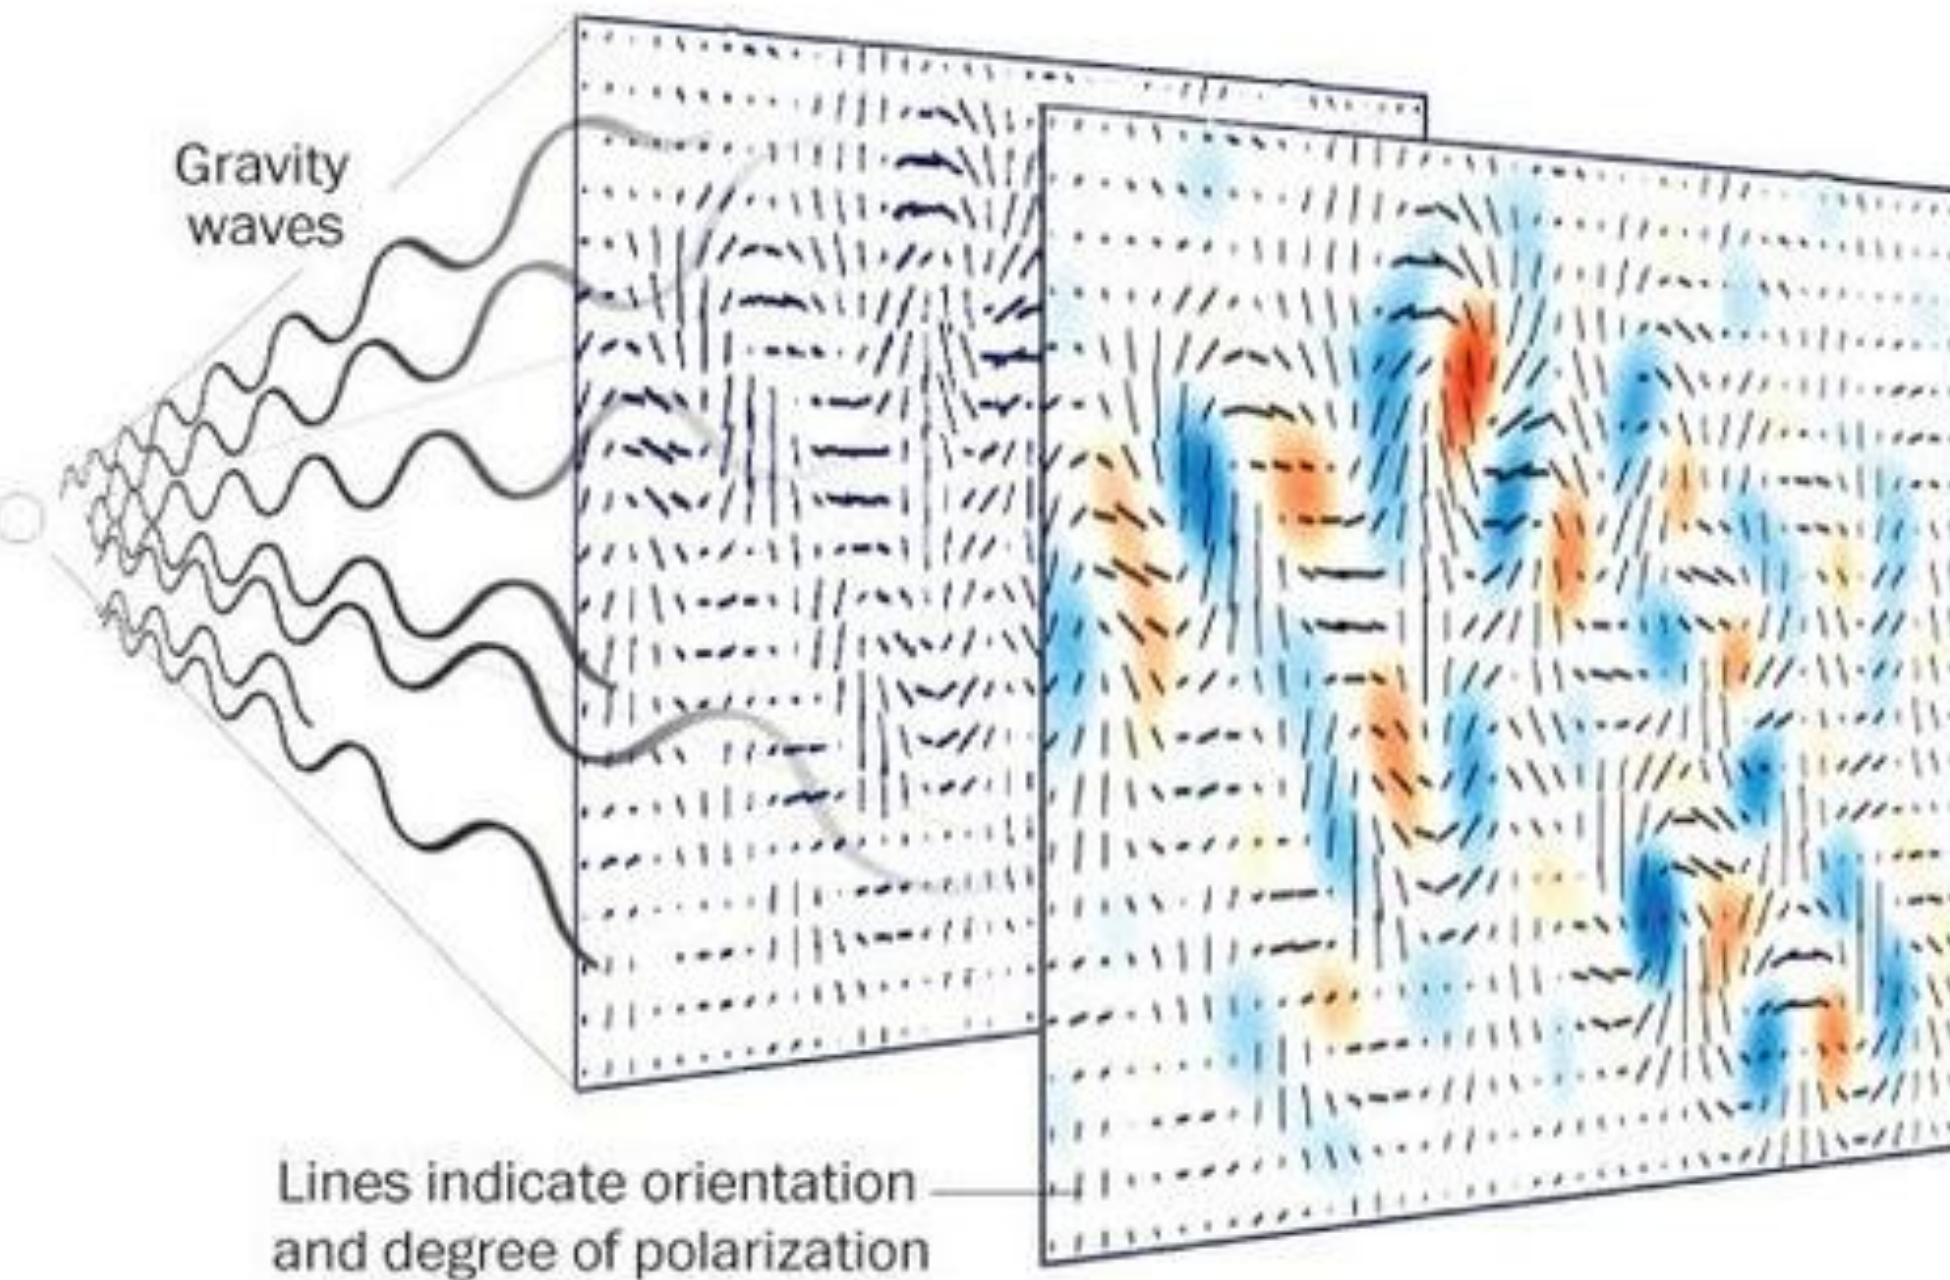 Gravity
waves
Lines indicate orientation
and degree of polarization